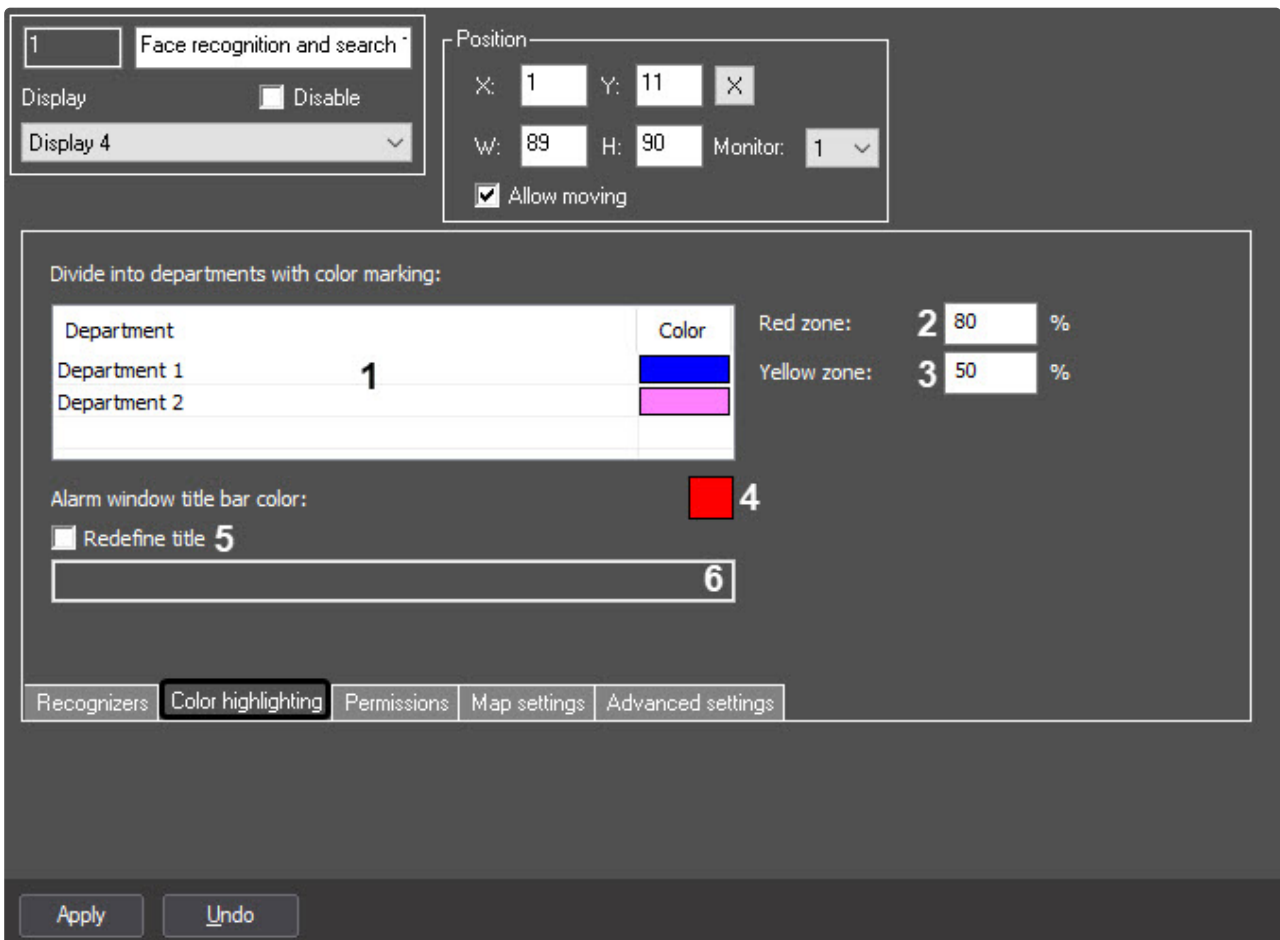 1 Face recognition and search
Display Disable
Display 4
Position
X: 1 Y: 11 X
W: 89 H: 90 Monitor: 1
Allow moving
Divide into departments with color marking:
Department Color
Department 1
1
Department 2
Red zone: 2 80 %
Yellow zone: 3 50 %
Alarm window title bar color: 4
Redefine title 5
6
Recognizers Color highlighting Permissions Map settings Advanced settings
Apply Undo